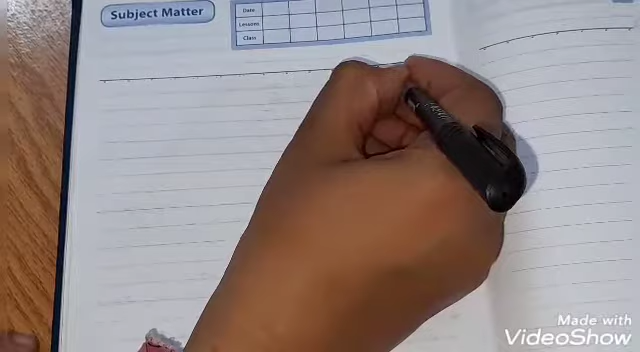 Subject Matter
Date
Lessons
Class
Made with
VideoShow